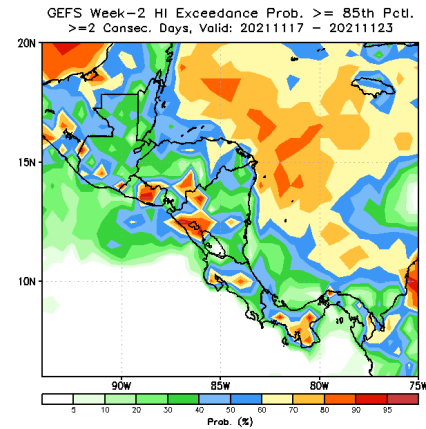 GEFS Week-2 HI Exceedance Prob. >= 85th Pctl.
>=2 Consec. Days, Valid: 20211117 - 20211123
20N
15N
10N
90W 85W 80W 75W
5 10 20 30 40 50 60 70 80 90 95
Prob. (%)